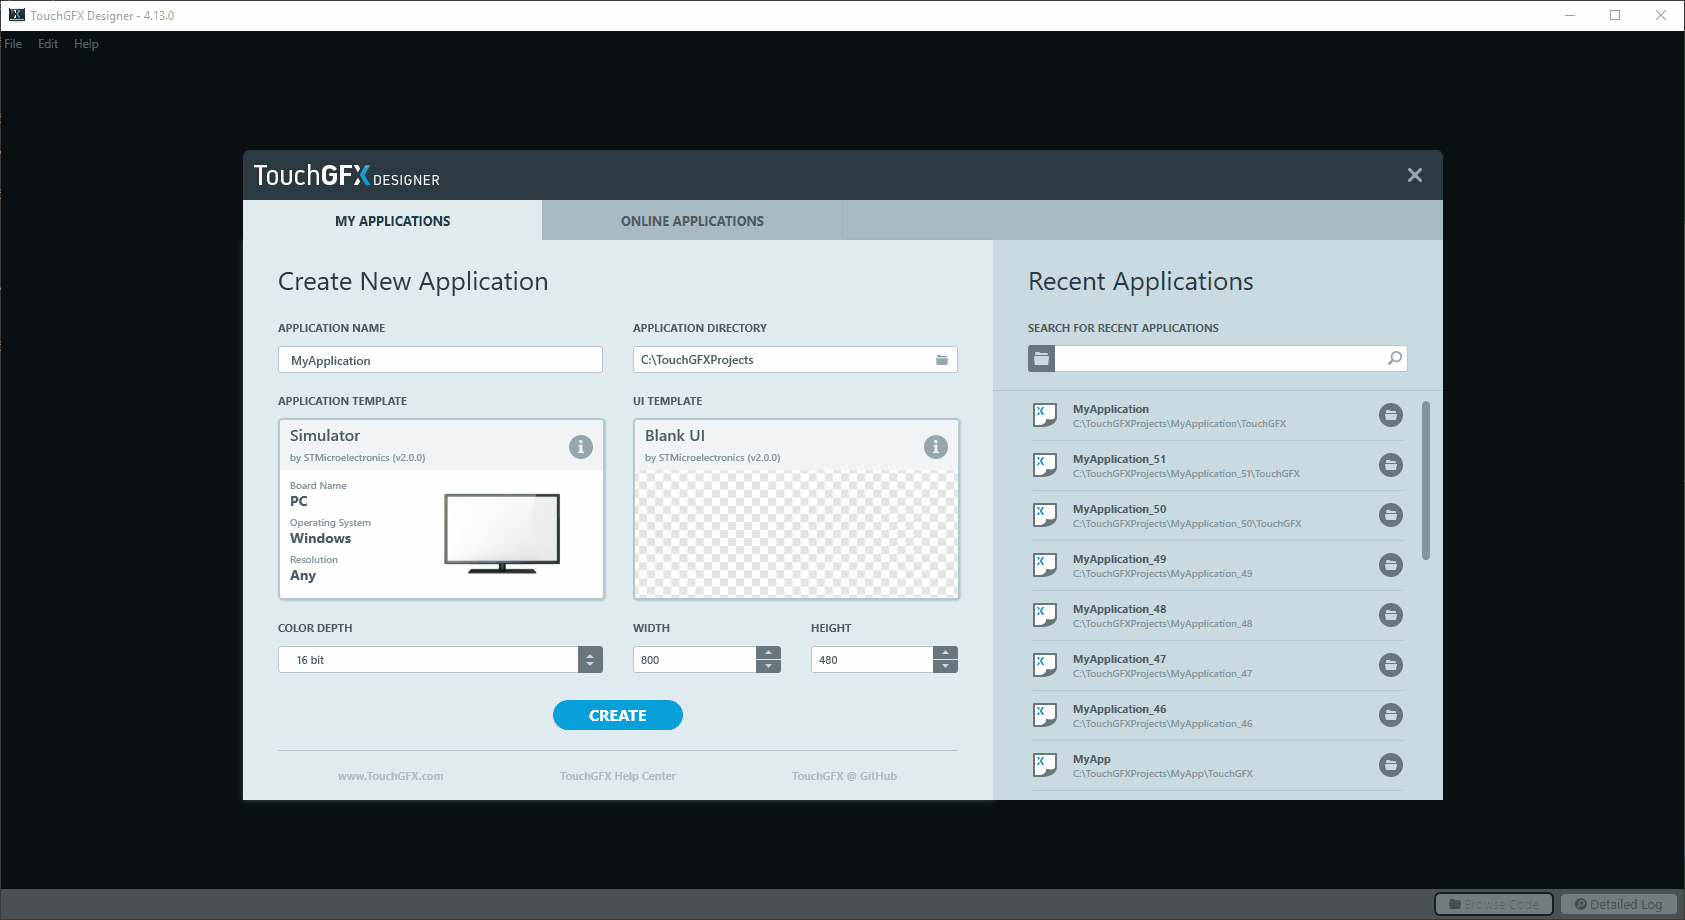 TouchGFX Designer - 4.13.0
File Edit Help
TouchGFX DESIGNER
MY APPLICATIONS
ONLINE APPLICATIONS
Create New Application
APPLICATION NAME
APPLICATION DIRECTORY
MyApplication
C:\TouchGFXProjects
APPLICATION TEMPLATE
UI TEMPLATE
Simulator
by STMicroelectronics (v2.0.0)
Board Name
PC
Operating System
Windows
Resolution
Any
Blank UI
by STMicroelectronics (v2.0.0)
COLOR DEPTH
WIDTH
HEIGHT
16 bit
800
480
CREATE
www.TouchGFX.com
TouchGFX Help Center
TouchGFX @ GitHub
Recent Applications
SEARCH FOR RECENT APPLICATIONS
MyApplication
C:\TouchGFXProjects\MyApplication\TouchGFX
MyApplication_51
C:\TouchGFXProjects\MyApplication_51\TouchGFX
MyApplication_50
C:\TouchGFXProjects\MyApplication_50\TouchGFX
MyApplication_49
C:\TouchGFXProjects\MyApplication_49
MyApplication_48
C:\TouchGFXProjects\MyApplication_48
MyApplication_47
C:\TouchGFXProjects\MyApplication_47
MyApplication_46
C:\TouchGFXProjects\MyApplication_46
MyApp
C:\TouchGFXProjects\MyApp\TouchGFX
Browse Code
Detailed Log